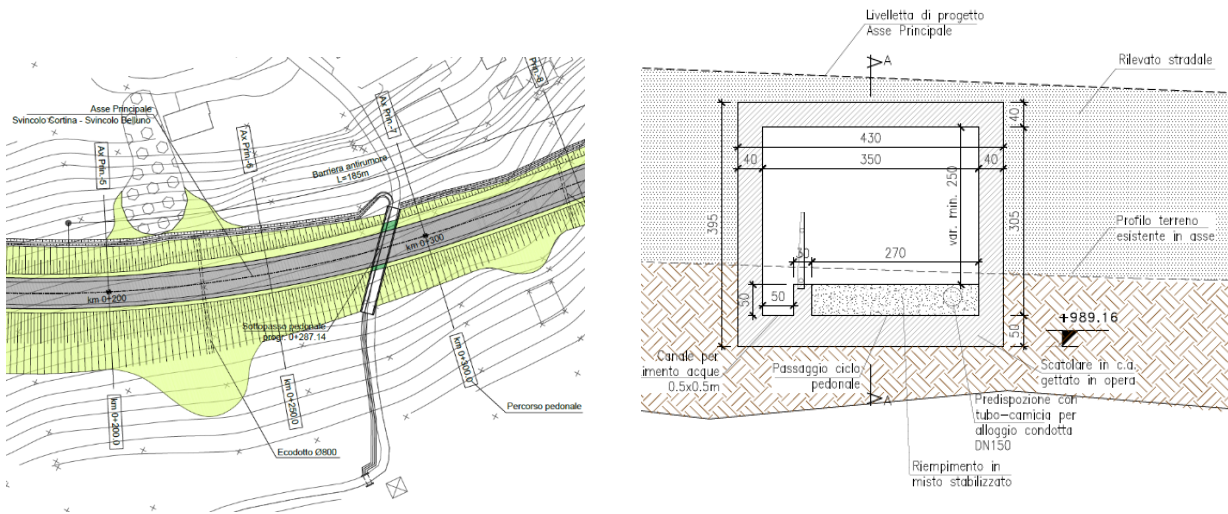 Asse Principale
Svincolo Cortina - Svincolo Belluno
Ax Prin.-5
Ax Prin.-6
Ax Prin.-7
Prin.-8
Barriera antirumore
L=185m
km 0+200
km 0+300
Sottopasso pedonale
progr. 0+287.14
km 0+200.0
km 0+250.0
km 0+300.0
Percorso pedonale
Ecodotto Ø800
Livelletta di progetto
Asse Principale
A
Rilevato stradale
40
430
40
350
40
var. min. 250
395
305
Profilo terreno
esistente in asse
30
270
50
50
50
+989.16
Canale per
imento acque
0.5x0.5m
Passaggio ciclo
pedonale
A
Scatolare in c.a.
gettato in opera
Predispozione con
tubo-camicia per
alloggio condotta
DN150
Riempimento in
misto stabilizzato